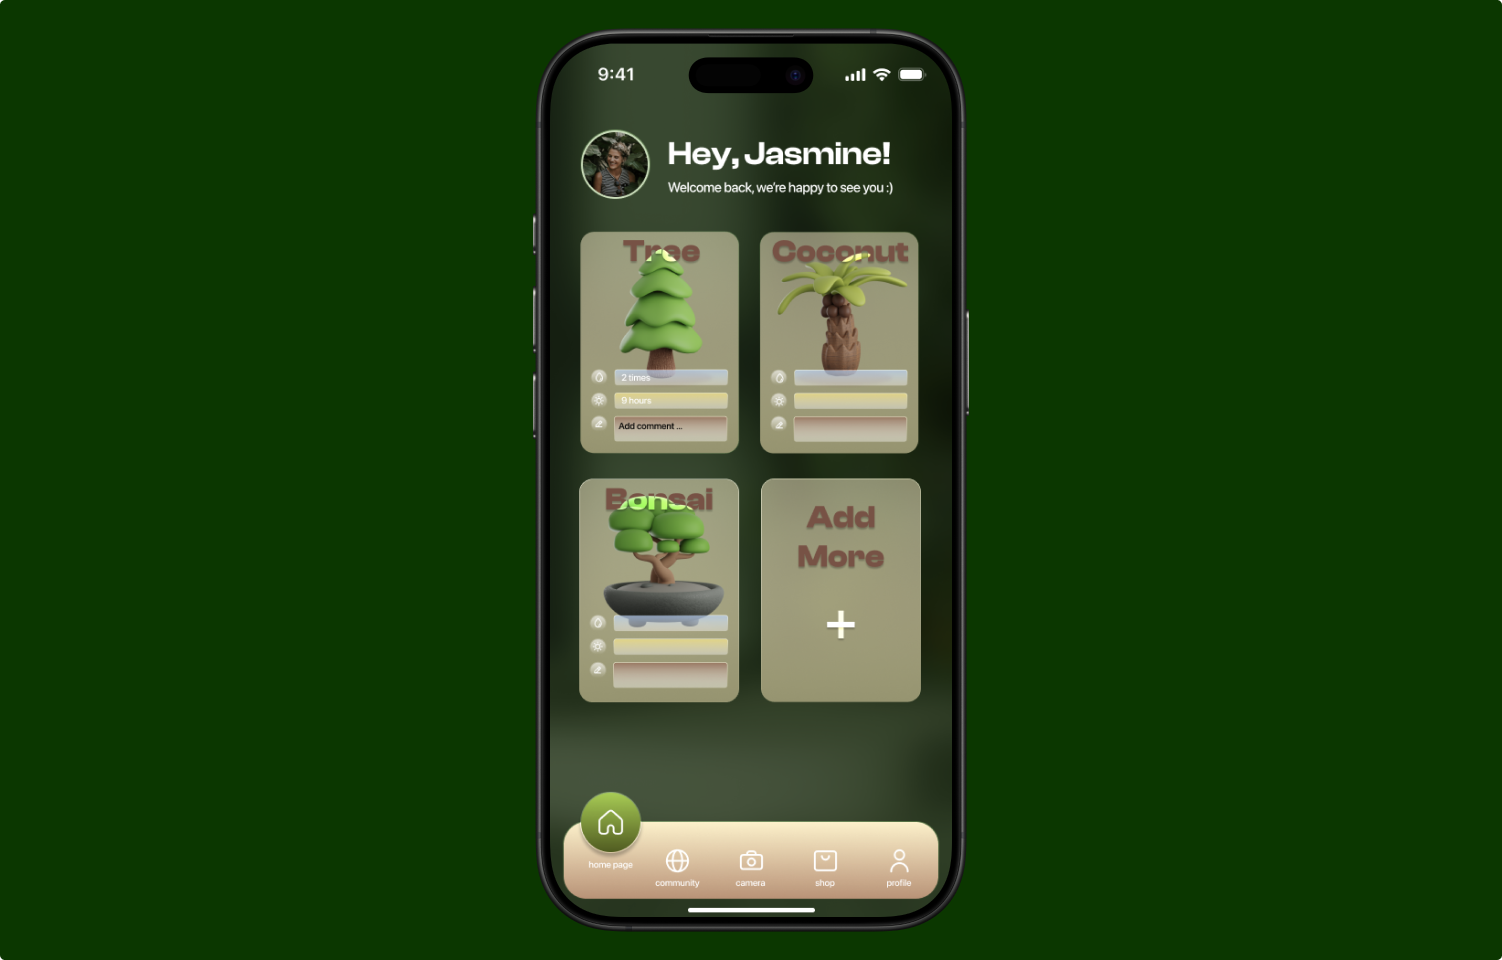 9:41
Hey, Jasmine!
Welcome back, we're happy to see you :)
Tree
2 times
9 hours
Add comment ...
Coconut
Bonsai
Add
More
home page
community
camera
shop
profile